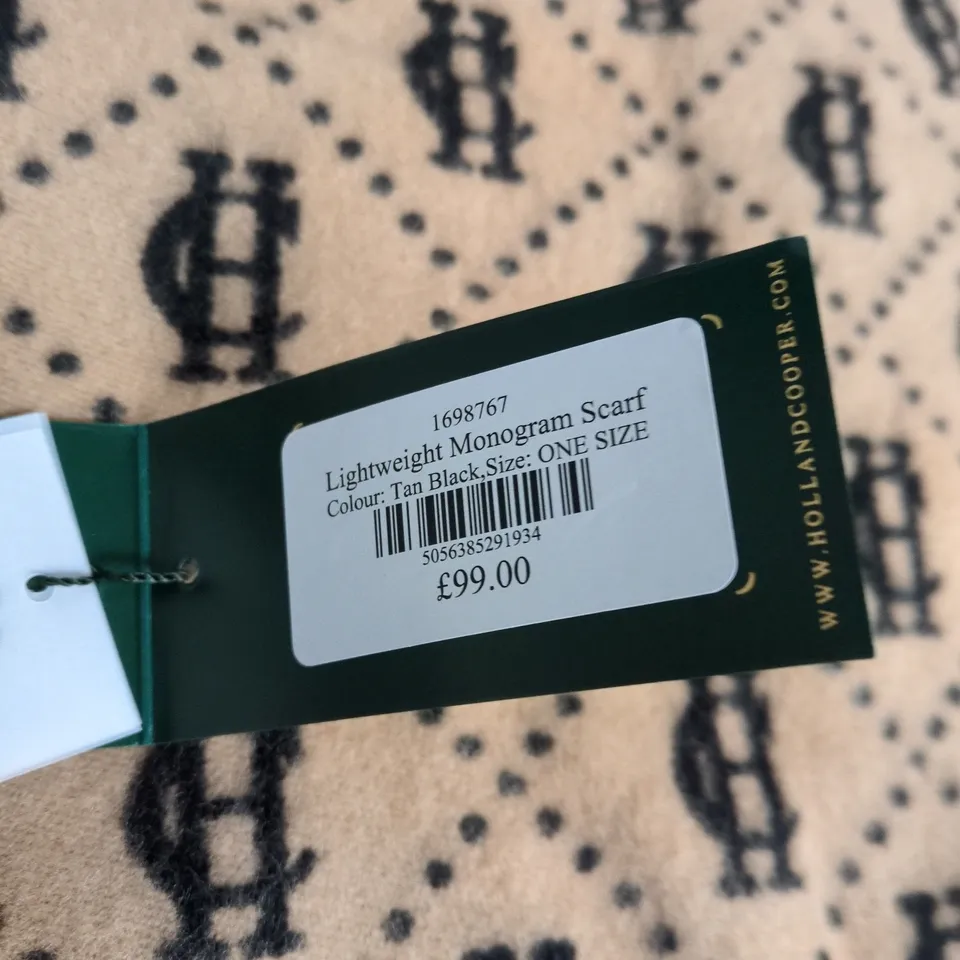 1698767
Lightweight Monogram Scarf
Colour: Tan Black,Size: ONE SIZE
5056385291934
£99.00
WWW.HOLLANDCOOPER.COM